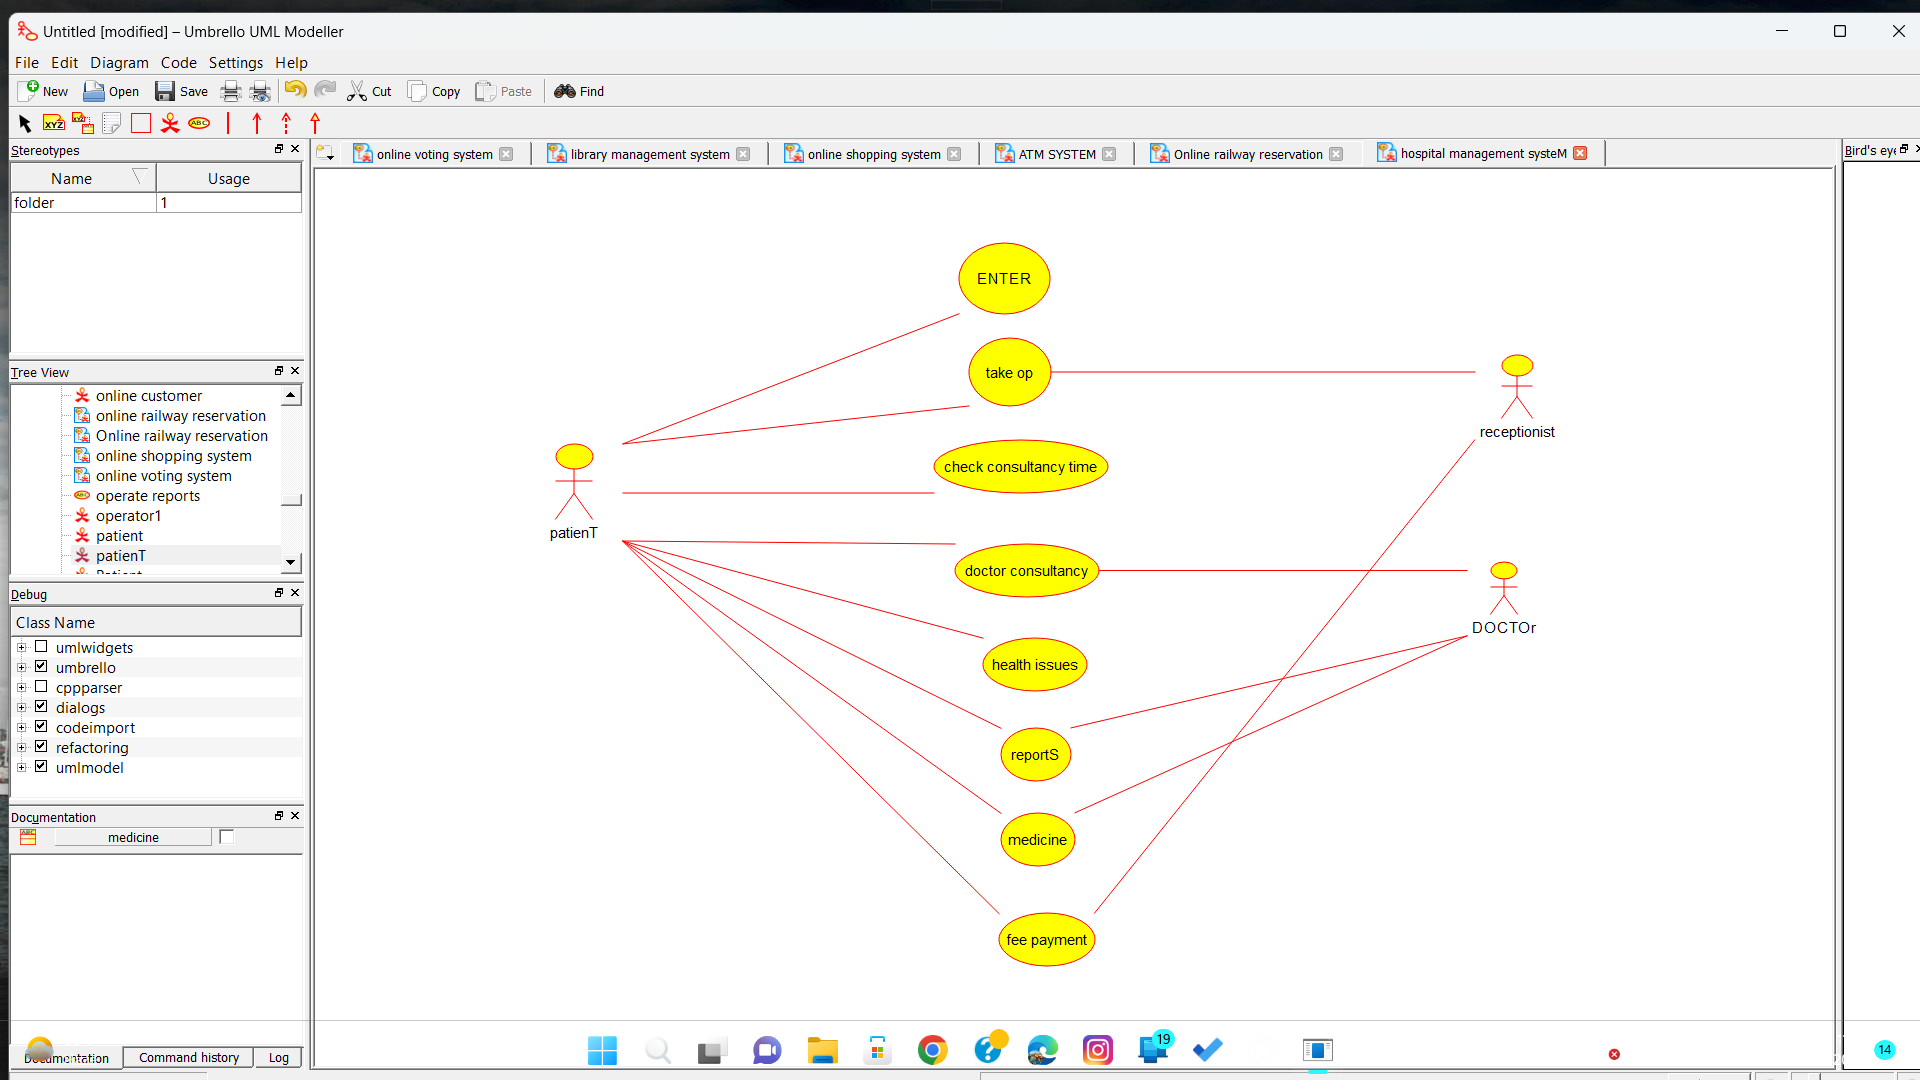 Untitled [modified] – Umbrello UML Modeller
File Edit Diagram Code Settings Help
New Open Save Cut Copy Paste Find
XYZ XYZ ABC
Stereotypes
Name Usage
folder 1
online voting system
library management system
online shopping system
ATM SYSTEM
Online railway reservation
hospital management systeM
Bird's eye
Tree View
online customer
online railway reservation
Online railway reservation
online shopping system
online voting system
operate reports
operator1
patient
patienT
Debug
Class Name
umlwidgets
umbrello
cppparser
dialogs
codeimport
refactoring
umlmodel
Documentation
medicine
Documentation Command history Log
ENTER
take op
check consultancy time
doctor consultancy
health issues
reportS
medicine
fee payment
patienT
receptionist
DOCTOr
19
14